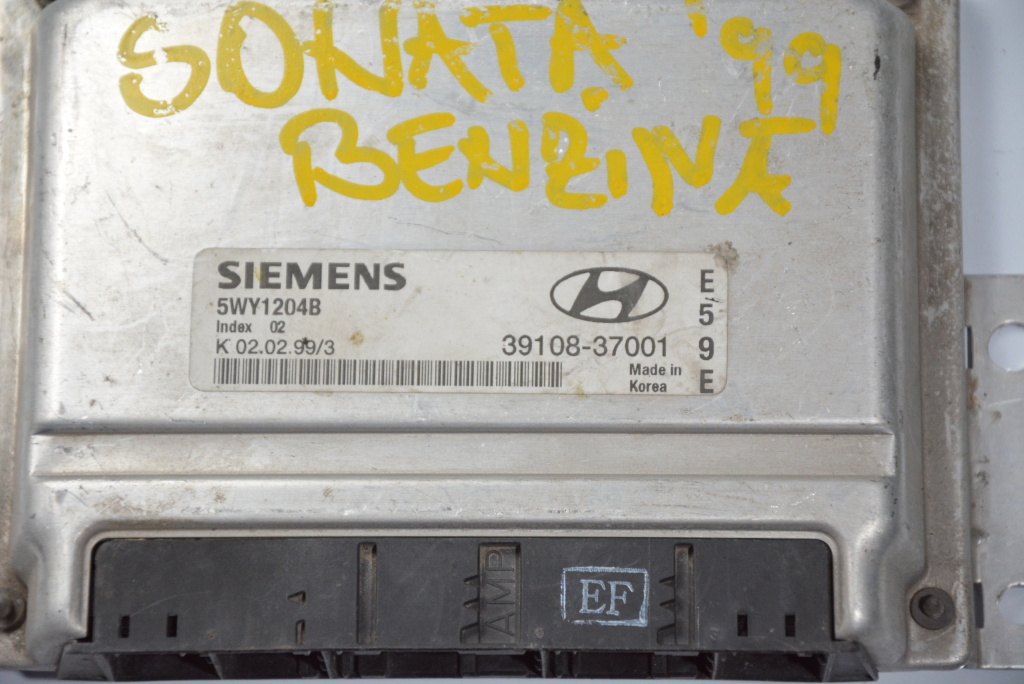 SONATA '99
BENZINA
SIEMENS
5WY1204B
Index 02
K 02.02.99/3
39108-37001
Made in
Korea
E
5
9
E
AMP
EF